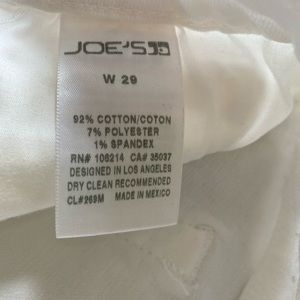 JOE'S
W 29
92% COTTON/COTON
7% POLYESTER
1% SPANDEX
RN# 106214 CA# 35037
DESIGNED IN LOS ANGELES
DRY CLEAN RECOMMENDED
CL#269M MADE IN MEXICO